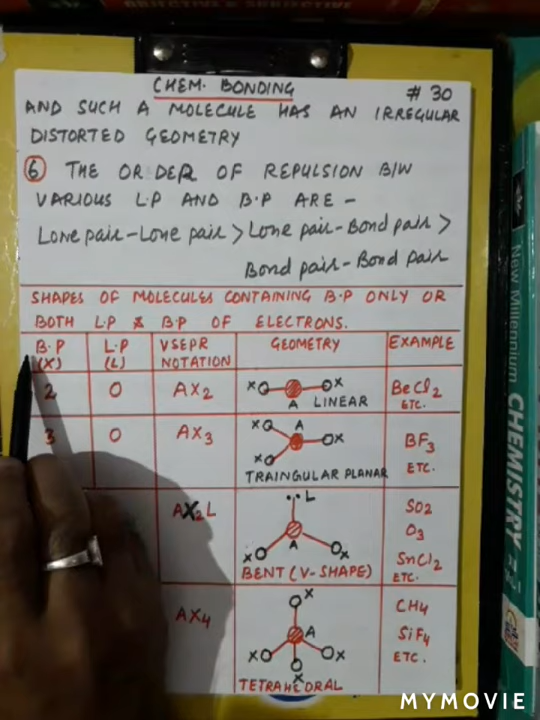 CHEM. BONDING # 30
AND SUCH A MOLECULE HAS AN IRREGULAR
DISTORTED GEOMETRY
⑥ THE ORDER OF REPULSION B/W
VARIOUS L.P AND B.P ARE –
Lone pair – Lone pair > Lone pair – Bond pair >
Bond pair – Bond pair
SHAPES OF MOLECULES CONTAINING B.P ONLY OR
BOTH L.P & B.P OF ELECTRONS.
B.P (X) L.P (L) VSEPR NOTATION GEOMETRY EXAMPLE
2 0 AX2 X A X LINEAR BeCl2 ETC.
3 0 AX3 X A X X TRAINGULAR PLANAR BF3 ETC.
AX2L L A X X BENT (V-SHAPE) SO2 O3 SnCl2 ETC.
AX4 X A X X X TETRAHEDRAL CH4 SiF4 ETC.
New Millennium CHEMISTRY
MYMOVIE